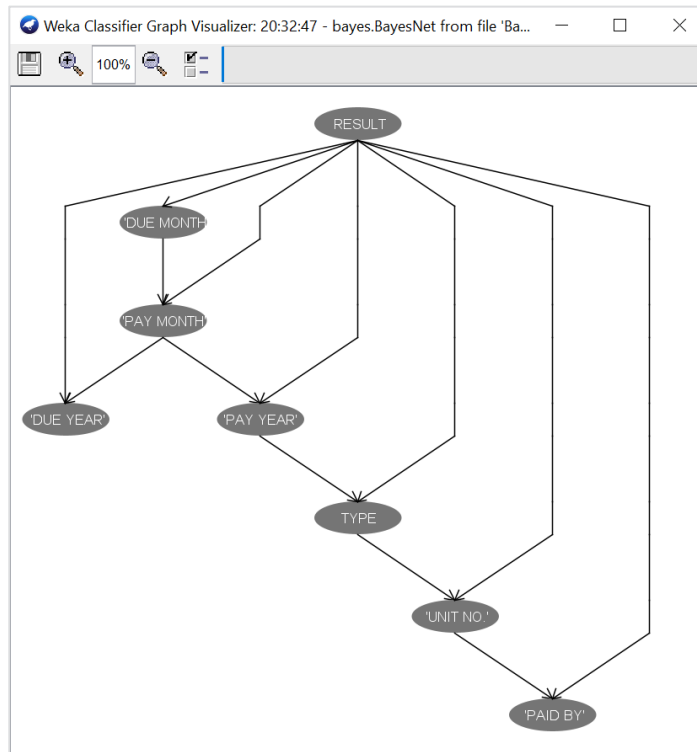 Weka Classifier Graph Visualizer: 20:32:47 - bayes.BayesNet from file 'Ba...
100%
RESULT
'DUE MONTH
'PAY MONTH'
'DUE YEAR'
'PAY YEAR'
TYPE
'UNIT NO.'
'PAID BY'